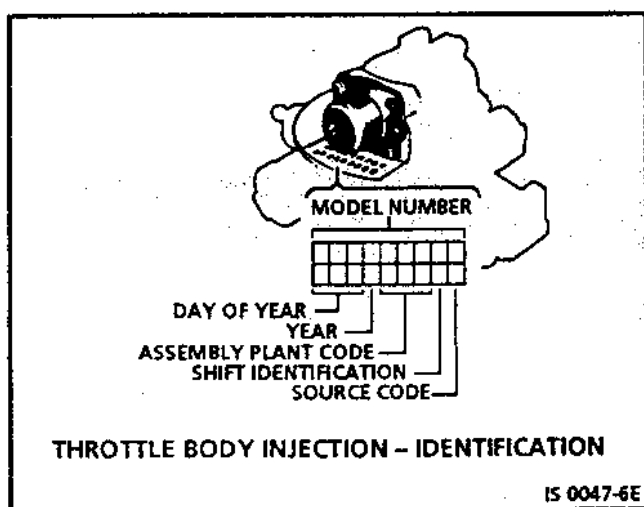 MODEL NUMBER
DAY OF YEAR
YEAR
ASSEMBLY PLANT CODE
SHIFT IDENTIFICATION
SOURCE CODE
THROTTLE BODY INJECTION – IDENTIFICATION
IS 0047-6E